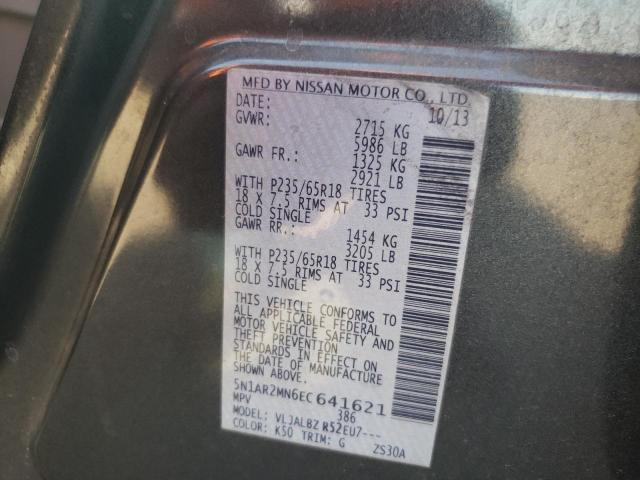 MFD BY NISSAN MOTOR CO., LTD.
DATE: 10/13
GVWR: 2715 KG
5986 LB
GAWR FR.: 1325 KG
2921 LB
WITH P235/65R18 TIRES
18 X 7.5 RIMS AT 33 PSI
COLD SINGLE
GAWR RR.: 1454 KG
3205 LB
WITH P235/65R18 TIRES
18 X 7.5 RIMS AT 33 PSI
COLD SINGLE
THIS VEHICLE CONFORMS TO
ALL APPLICABLE FEDERAL
MOTOR VEHICLE SAFETY AND
THEFT PREVENTION
STANDARDS IN EFFECT ON
THE DATE OF MANUFACTURE
SHOWN ABOVE.
5N1AR2MN6EC641621
MPV 386
MODEL: VLJALBZ R52EU7---
COLOR: K50 TRIM: G ZS30A